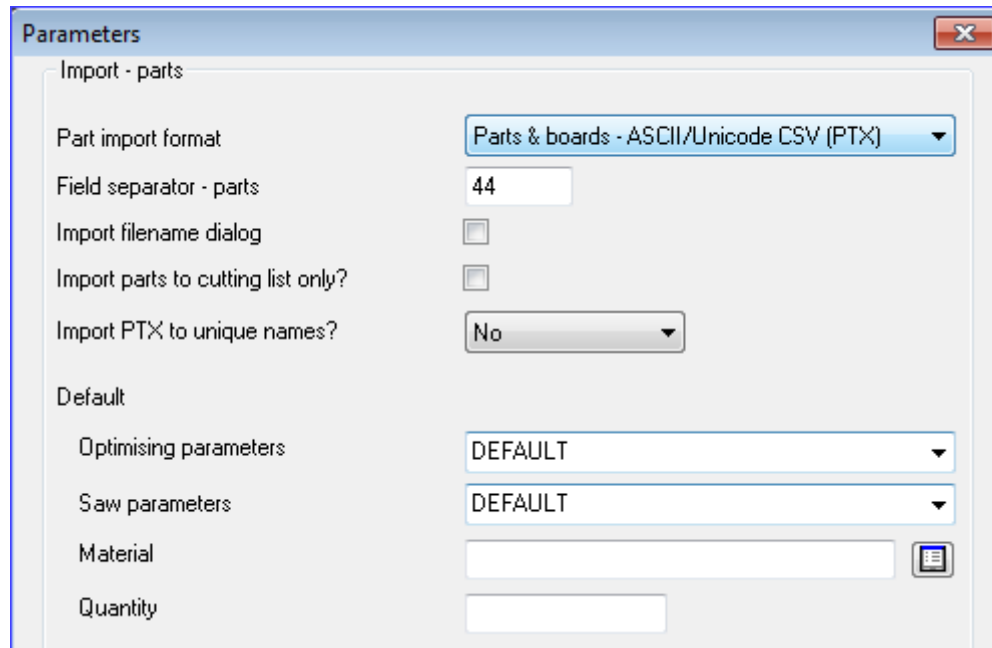 Parameters
Import - parts
Part import format Parts & boards - ASCII/Unicode CSV (PTX)
Field separator - parts 44
Import filename dialog
Import parts to cutting list only?
Import PTX to unique names? No
Default
Optimising parameters DEFAULT
Saw parameters DEFAULT
Material
Quantity